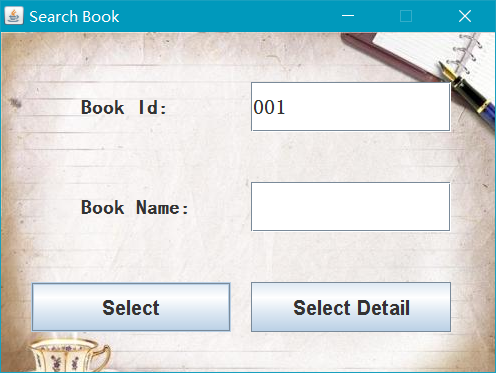 Search Book
Book Id:
001
Book Name:
Select
Select Detail